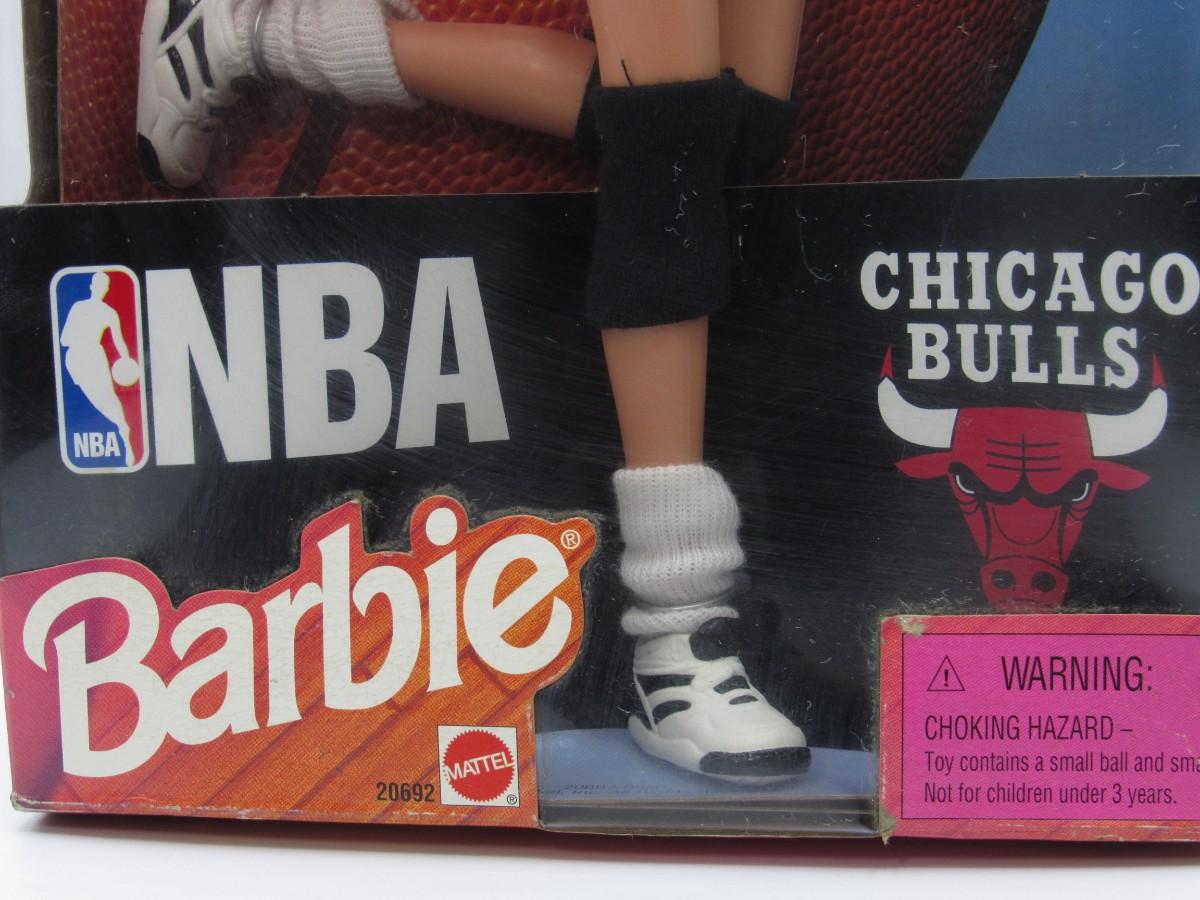 NBA
NBA
CHICAGO
BULLS
Barbie®
20692
MATTEL
®
⚠ WARNING:
CHOKING HAZARD –
Toy contains a small ball and
Not for children under 3 years.